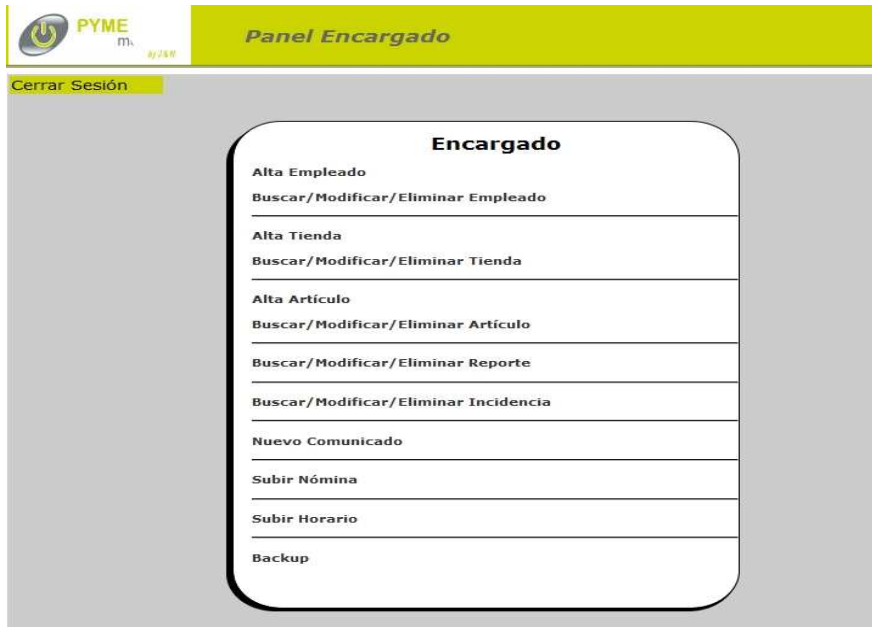 PYME
Panel Encargado
Cerrar Sesión
Encargado
Alta Empleado
Buscar/Modificar/Eliminar Empleado
Alta Tienda
Buscar/Modificar/Eliminar Tienda
Alta Artículo
Buscar/Modificar/Eliminar Artículo
Buscar/Modificar/Eliminar Reporte
Buscar/Modificar/Eliminar Incidencia
Nuevo Comunicado
Subir Nómina
Subir Horario
Backup